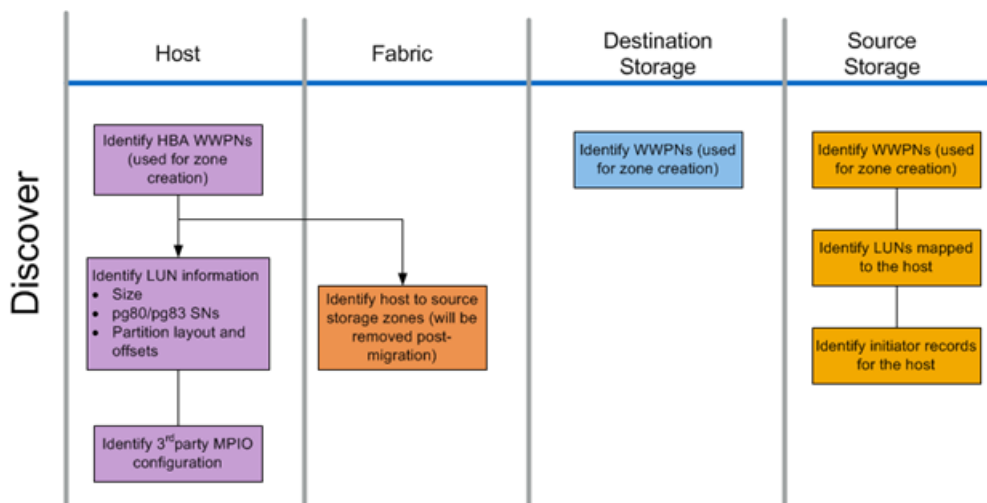 Host
Fabric
Destination
Storage
Source
Storage
Discover
Identify HBA WWPNs
(used for zone
creation)
Identify LUN information
• Size
• pg80/pg83 SNs
• Partition layout and
offsets
Identify 3rdparty MPIO
configuration
Identify host to source
storage zones (will be
removed post-
migration)
Identify WWPNs (used
for zone creation)
Identify WWPNs (used
for zone creation)
Identify LUNs mapped
to the host
Identify initiator records
for the host